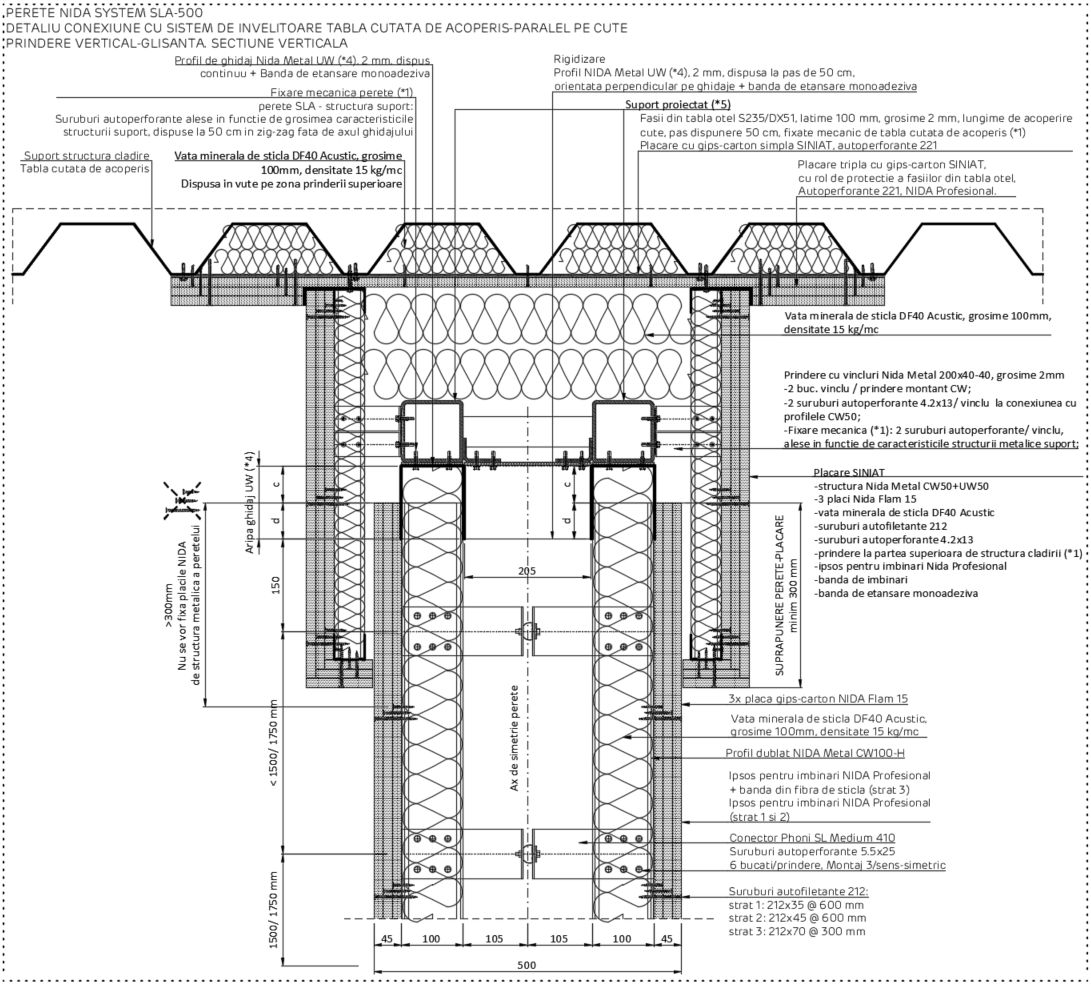 PERETE NIDA SYSTEM SLA-500
DETALIU CONEXIUNE CU SISTEM DE INVELITOARE TABLA CUTATA DE ACOPERIS-PARALEL PE CUTE
PRINDERE VERTICAL-GLISANTA. SECTIUNE VERTICALA
Profil de ghidaj Nida Metal UW (*4), 2 mm, dispus
continuu + Banda de etansare monoadeziva
Fixare mecanica perete (*1)
perete SLA - structura suport:
Suruburi autoperforante alese in functie de grosimea caracteristicile
structurii suport, dispuse la 50 cm in zig-zag fata de axul ghidajului
Suport structura cladire
Tabla cutata de acoperis
Vata minerala de sticla DF40 Acustic, grosime
100mm, densitate 15 kg/mc
Dispusa in vute pe zona prinderii superioare
Rigidizare
Profil NIDA Metal UW (*4), 2 mm, dispusa la pas de 50 cm,
orientata perpendicular pe ghidaje + banda de etansare monoadeziva
Suport proiectat (*5)
Fasii din tabla otel S235/DX51, latime 100 mm, grosime 2 mm, lungime de acoperire
cute, pas dispunere 50 cm, fixate mecanic de tabla cutata de acoperis (*1)
Placare cu gips-carton simpla SINIAT, autoperforante 221
Placare tripla cu gips-carton SINIAT,
cu rol de protectie a fasiilor din tabla otel,
Autoperforante 221, NIDA Profesional.
Vata minerala de sticla DF40 Acustic, grosime 100mm,
densitate 15 kg/mc
Prindere cu vincluri Nida Metal 200x40-40, grosime 2mm
-2 buc. vinclu / prindere montant CW;
-2 suruburi autoperforante 4.2x13/ vinclu la conexiunea cu
profilele CW50;
-Fixare mecanica (*1): 2 suruburi autoperforante/ vinclu,
alese in functie de caracteristicile structurii metalice suport;
Placare SINIAT
-structura Nida Metal CW50+UW50
-3 placi Nida Flam 15
-vata minerala de sticla DF40 Acustic
-suruburi autofiletante 212
-suruburi autoperforante 4.2x13
-prindere la partea superioara de structura cladirii (*1)
-ipsos pentru imbinari Nida Profesional
-banda de imbinari
-banda de etansare monoadeziva
Aripa ghidaj UW (*4)
c
d
c
d
150
205
>300mm
Nu se vor fixa placile NIDA
de structura metalica a peretelui
SUPRAPUNERE PERETE-PLACARE
minim 300 mm
< 1500/ 1750 mm
Ax de simetrie perete
3x placa gips-carton NIDA Flam 15
Vata minerala de sticla DF40 Acustic,
grosime 100mm, densitate 15 kg/mc
Profil dublat NIDA Metal CW100-H
Ipsos pentru imbinari NIDA Profesional
+ banda din fibra de sticla (strat 3)
Ipsos pentru imbinari NIDA Profesional
(strat 1 si 2)
Conector Phoni SL Medium 410
Suruburi autoperforante 5.5x25
6 bucati/prindere, Montaj 3/sens-simetric
Suruburi autofiletante 212:
strat 1: 212x35 @ 600 mm
strat 2: 212x45 @ 600 mm
strat 3: 212x70 @ 300 mm
1500/ 1750 mm
45 100 105 105 100 45
500